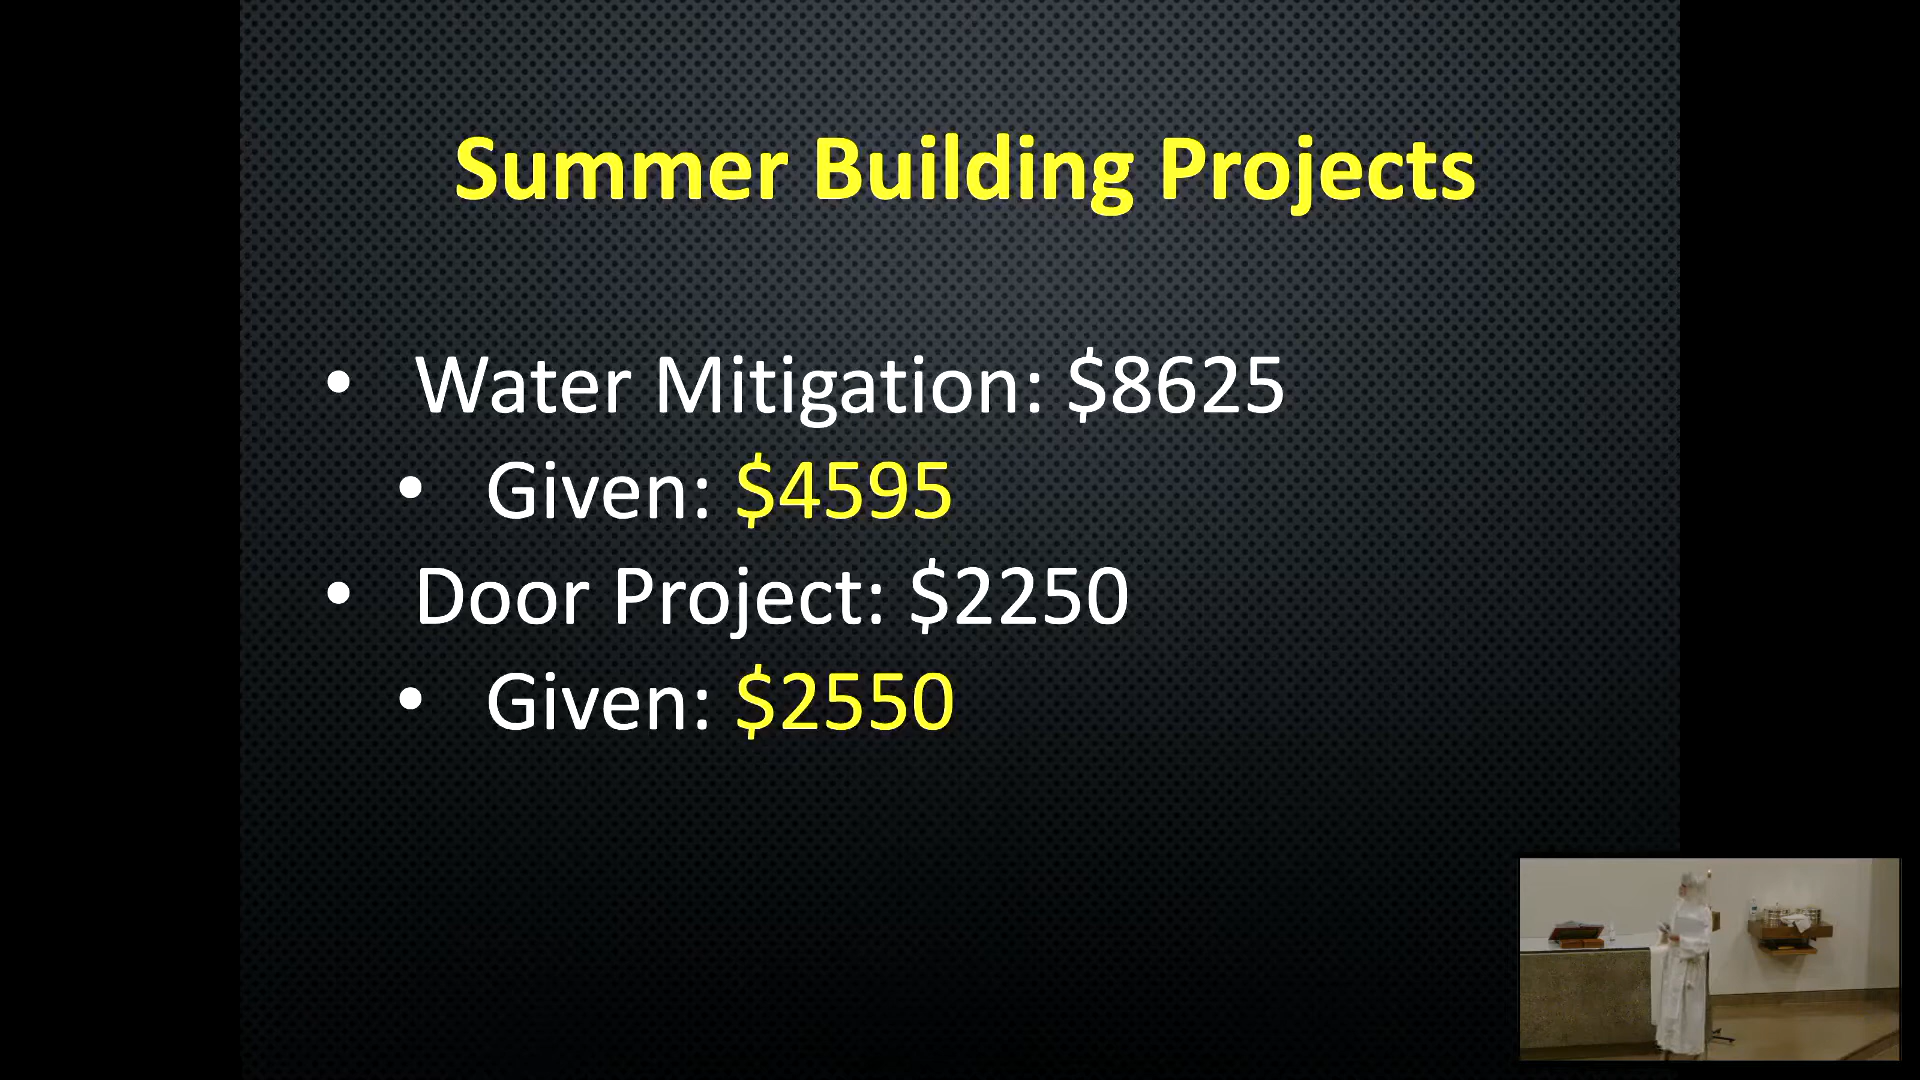 Summer Building Projects
• Water Mitigation: $8625
• Given: $4595
• Door Project: $2250
• Given: $2550